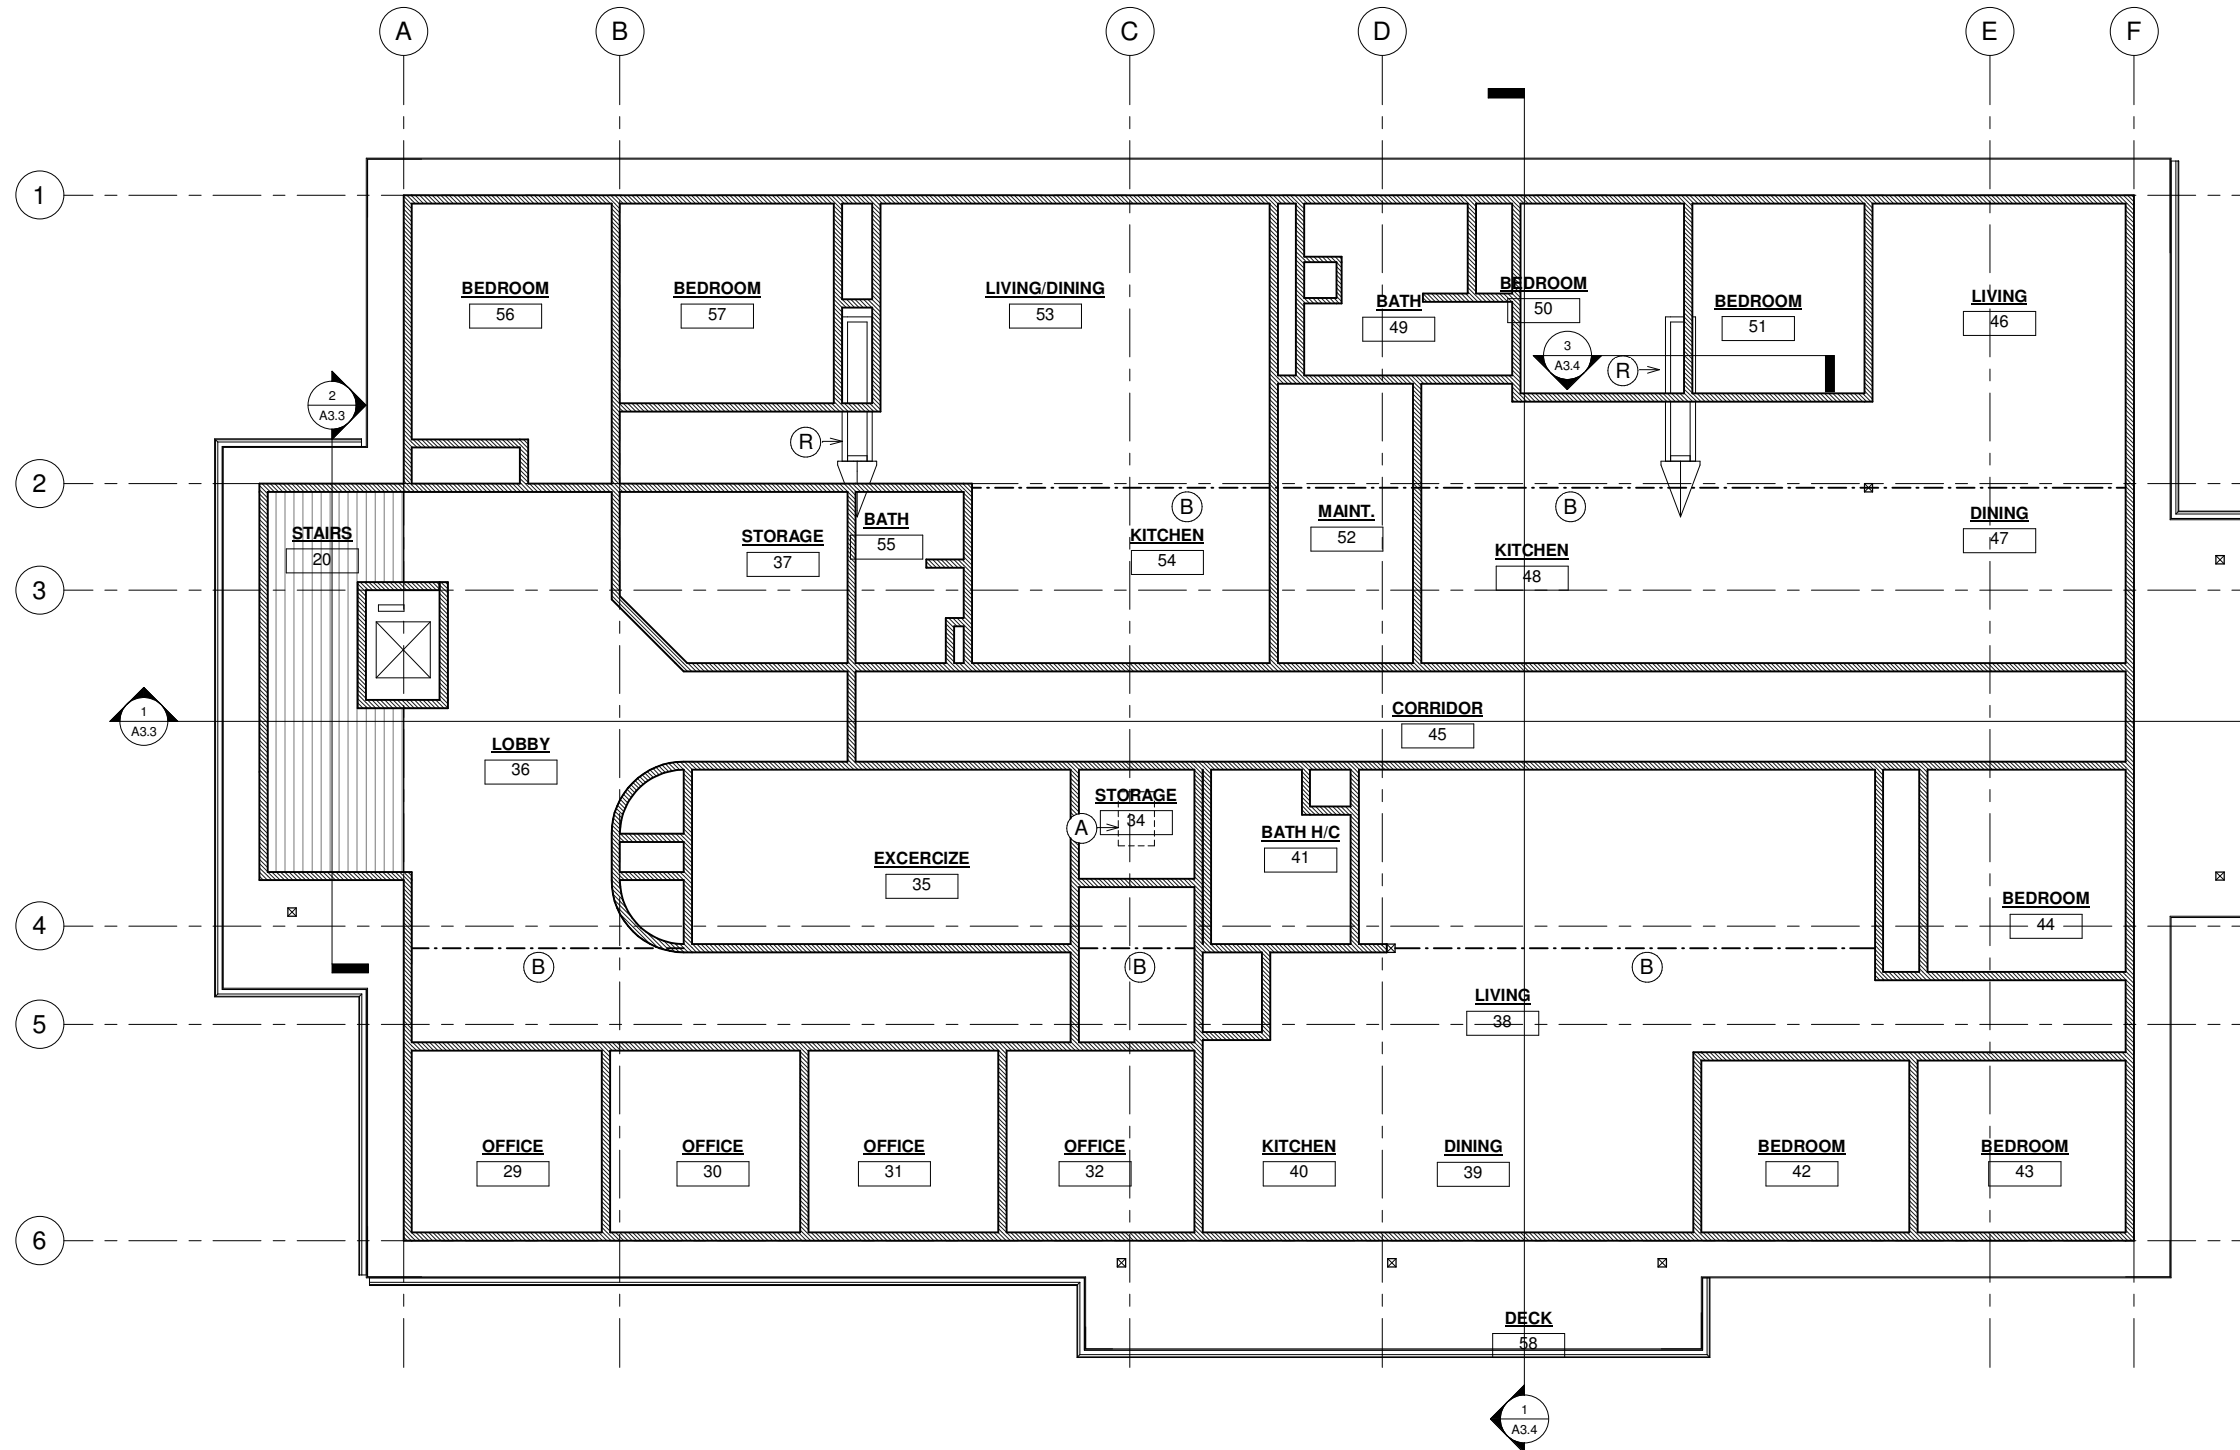 A
B
C
D
E
F
1
BEDROOM
56
BEDROOM
57
LIVING/DINING
53
BATH
49
BEDROOM
50
BEDROOM
51
LIVING
46
3
A3.4
R
2
A3.3
R
2
STAIRS
20
STORAGE
37
BATH
55
B
KITCHEN
54
MAINT.
52
B
KITCHEN
48
DINING
47
3
1
A3.3
LOBBY
36
CORRIDOR
45
STORAGE
34
A
EXCERCIZE
35
BATH H/C
41
BEDROOM
44
4
B
B
B
LIVING
38
5
OFFICE
29
OFFICE
30
OFFICE
31
OFFICE
32
KITCHEN
40
DINING
39
BEDROOM
42
BEDROOM
43
6
DECK
58
1
A3.4